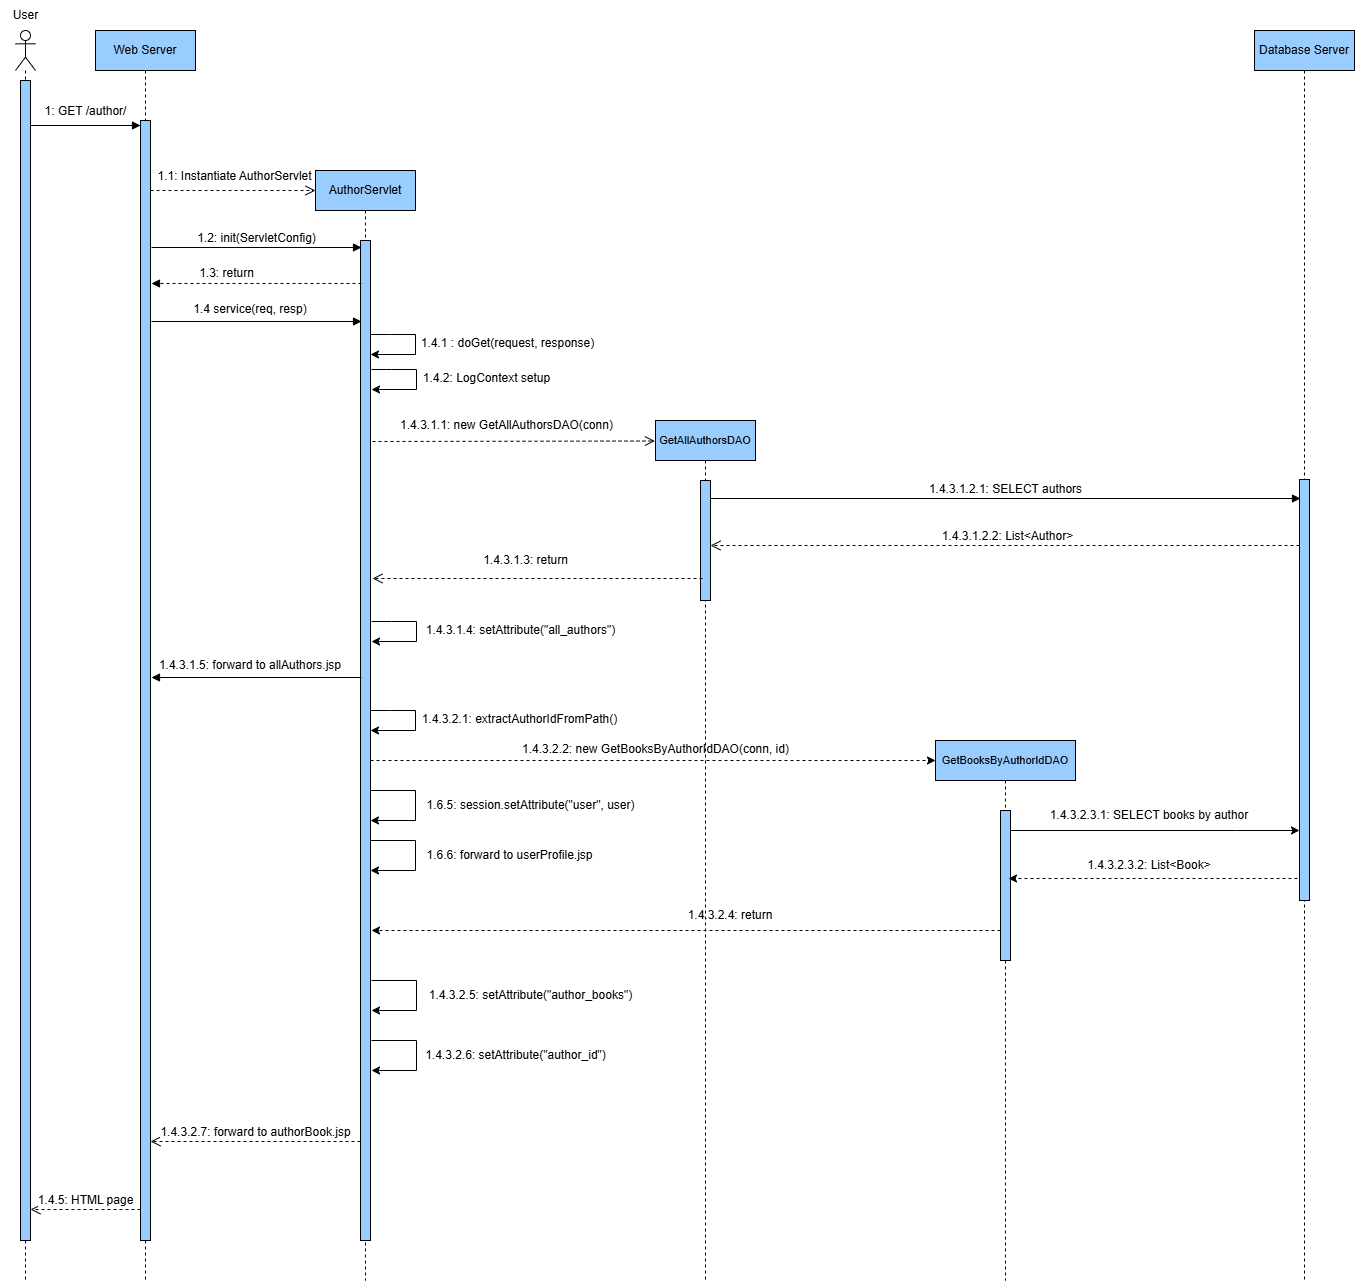 User
Web Server
Database Server
1: GET /author/
1.1: Instantiate AuthorServlet
AuthorServlet
1.2: init(ServletConfig)
1.3: return
1.4 service(req, resp)
1.4.1 : doGet(request, response)
1.4.2: LogContext setup
1.4.3.1.1: new GetAllAuthorsDAO(conn)
GetAllAuthorsDAO
1.4.3.1.2.1: SELECT authors
1.4.3.1.2.2: List<Author>
1.4.3.1.3: return
1.4.3.1.4: setAttribute("all_authors")
1.4.3.1.5: forward to allAuthors.jsp
1.4.3.2.1: extractAuthorIdFromPath()
1.4.3.2.2: new GetBooksByAuthorIdDAO(conn, id)
GetBooksByAuthorIdDAO
1.6.5: session.setAttribute("user", user)
1.4.3.2.3.1: SELECT books by author
1.6.6: forward to userProfile.jsp
1.4.3.2.3.2: List<Book>
1.4.3.2.4: return
1.4.3.2.5: setAttribute("author_books")
1.4.3.2.6: setAttribute("author_id")
1.4.3.2.7: forward to authorBook.jsp
1.4.5: HTML page